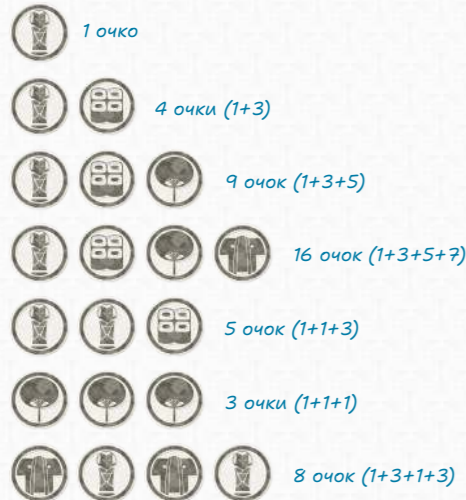 1 очко
4 очки (1+3)
9 очок (1+3+5)
16 очок (1+3+5+7)
5 очок (1+1+3)
3 очки (1+1+1)
8 очок (1+3+1+3)